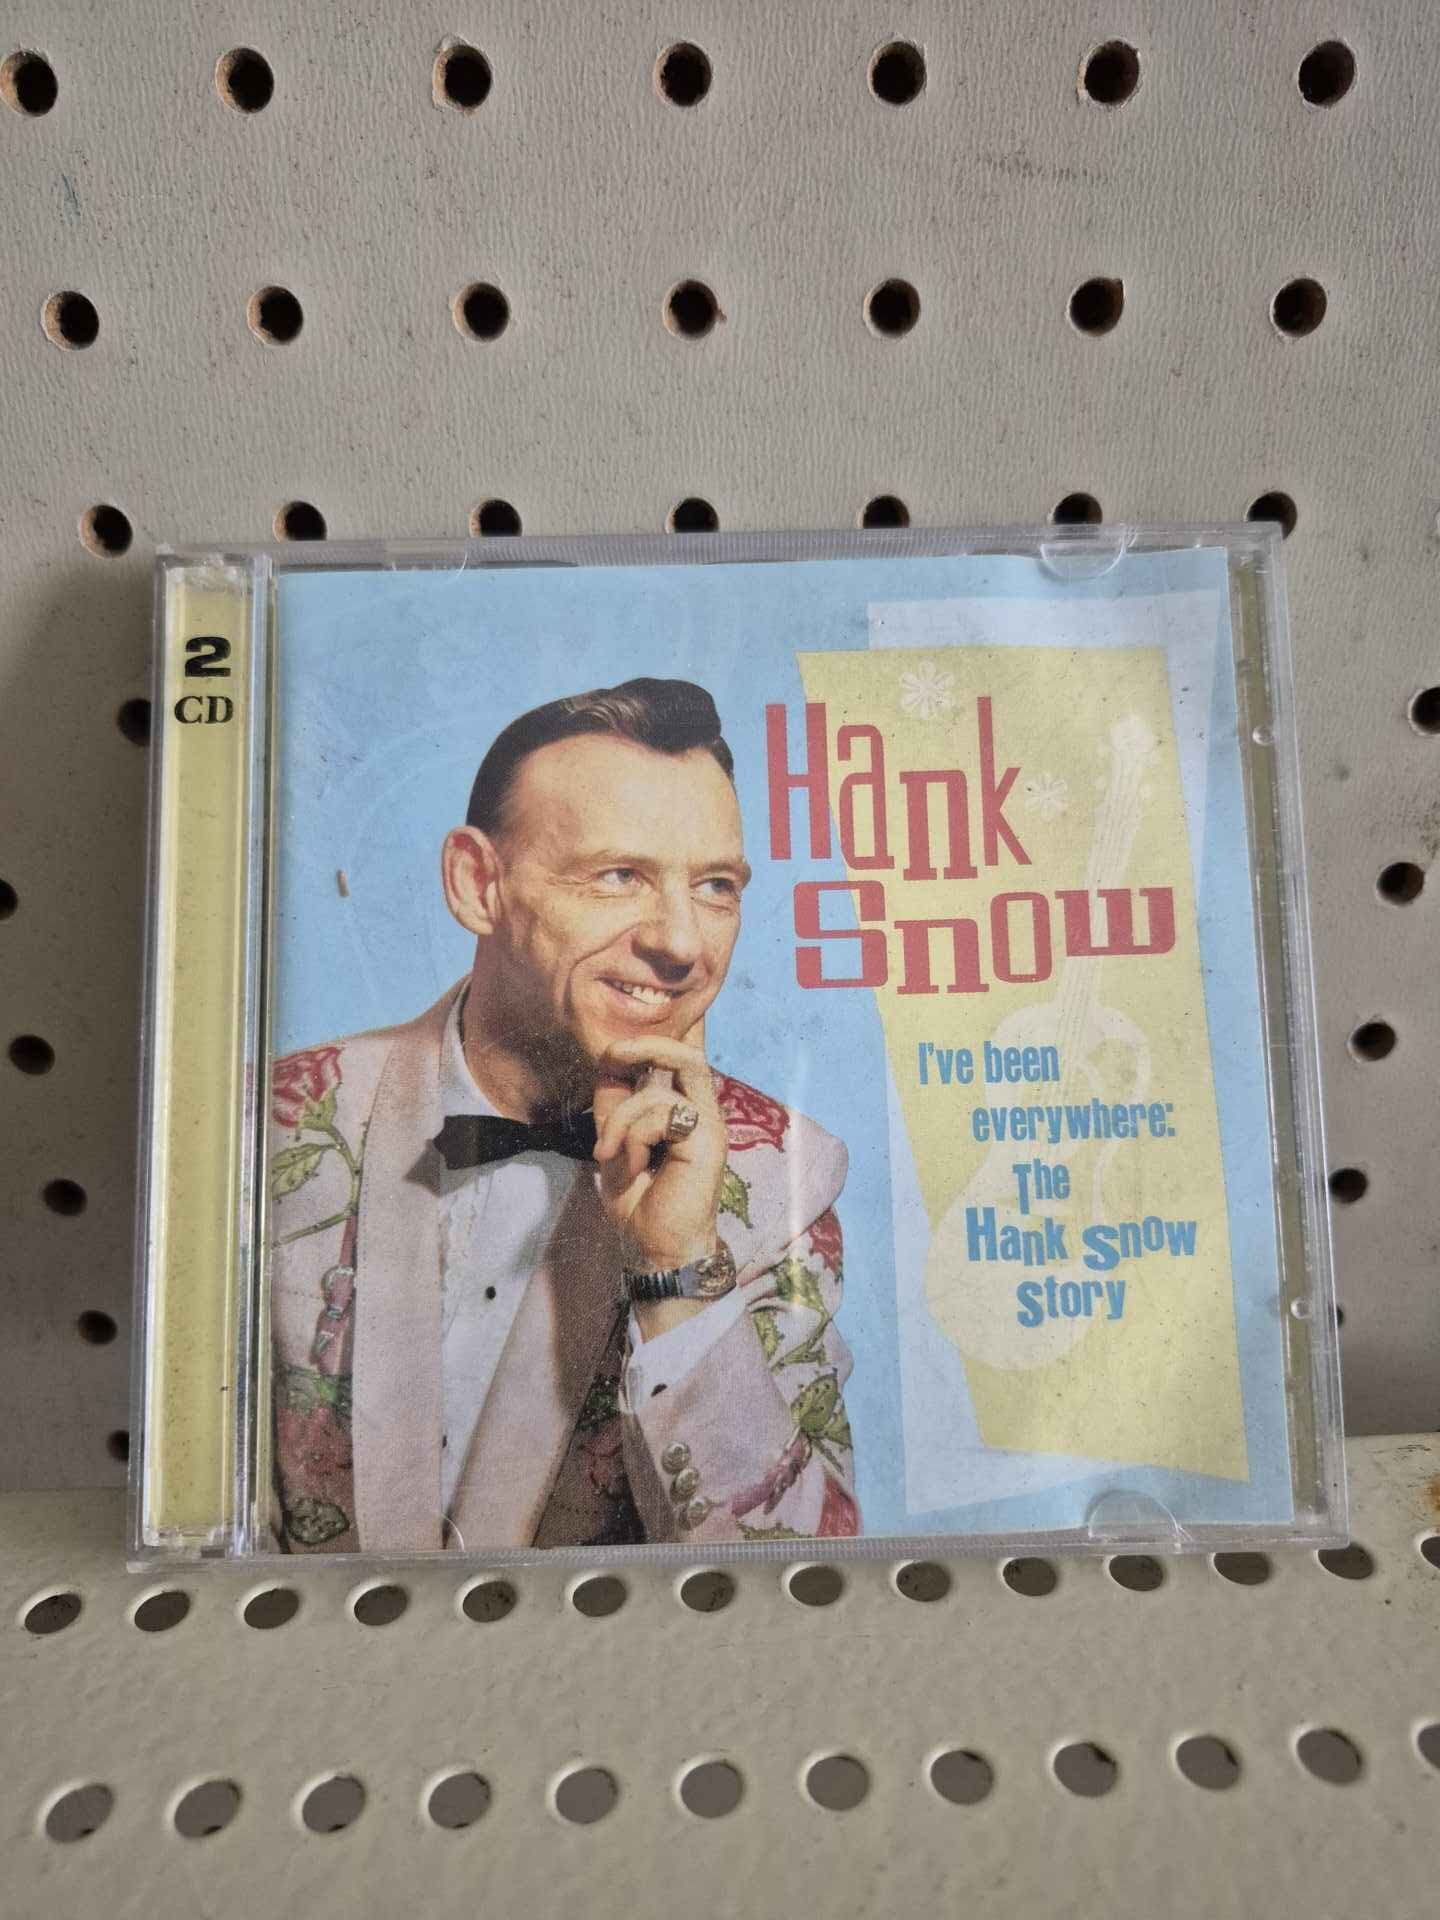 2
CD
Hank
Snow
I've been
everywhere:
The
Hank Snow
Story